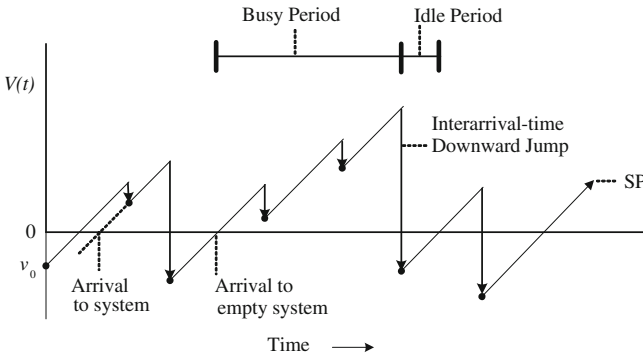 Busy Period
Idle Period
V(t)
Interarrival-time
Downward Jump
SP
0
v₀
Arrival
to system
Arrival to
empty system
Time